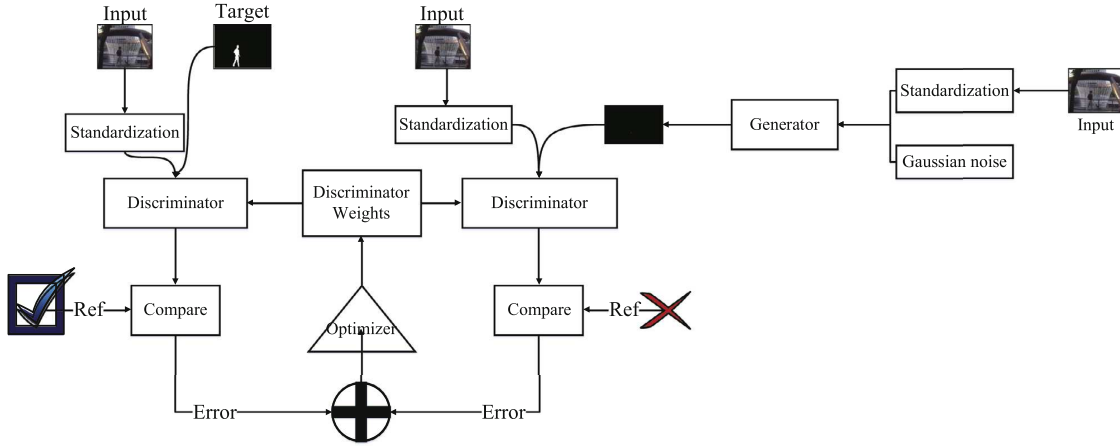 Input
Target
Input
Standardization
Input
Standardization
Standardization
Generator
Gaussian noise
Discriminator
Discriminator
Weights
Discriminator
Ref
Compare
Optimizer
Compare
Ref
Error
Error